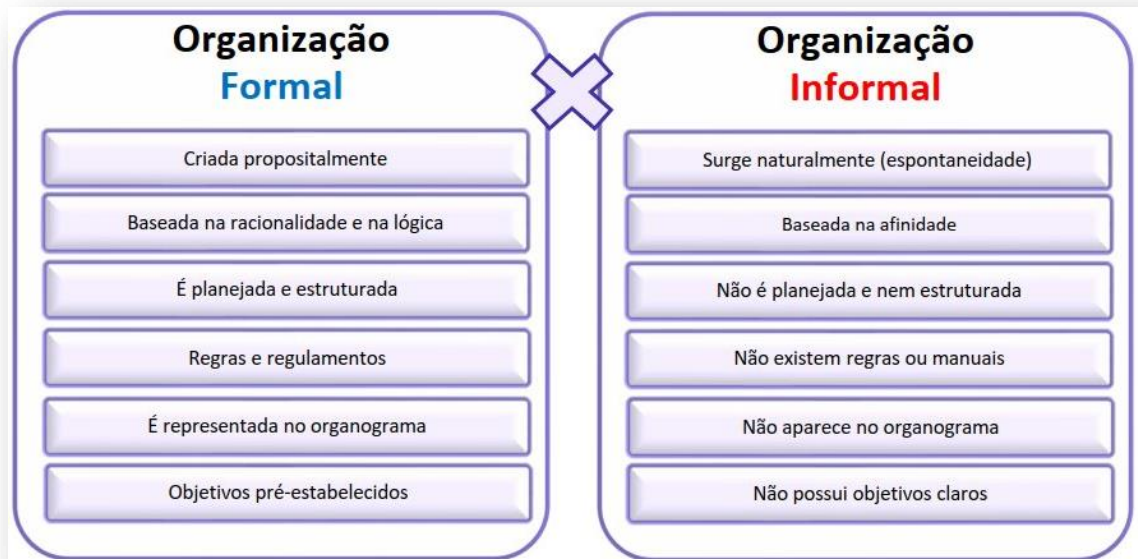 Organização
Formal
Criada propositalmente
Baseada na racionalidade e na lógica
É planejada e estruturada
Regras e regulamentos
É representada no organograma
Objetivos pré-estabelecidos
Organização
Informal
Surge naturalmente (espontaneidade)
Baseada na afinidade
Não é planejada e nem estruturada
Não existem regras ou manuais
Não aparece no organograma
Não possui objetivos claros